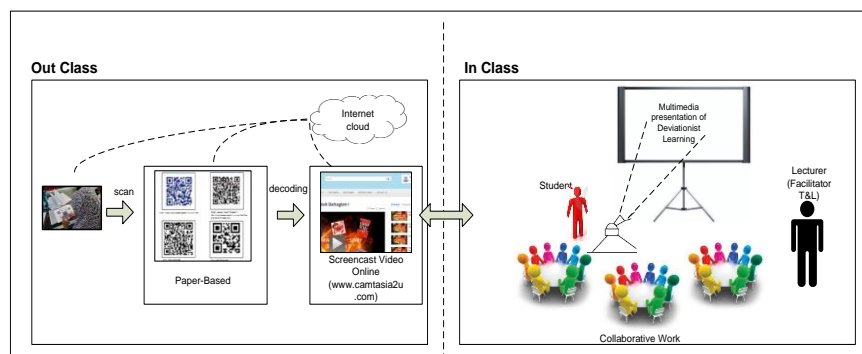 Out Class
Internet
cloud
scan
decoding
Paper-Based
Screencast Video
Online
(www.camtasia2u
.com)
In Class
Multimedia
presentation of
Deviationist
Learning
Student
Lecturer
(Facilitator
T&L)
Collaborative Work